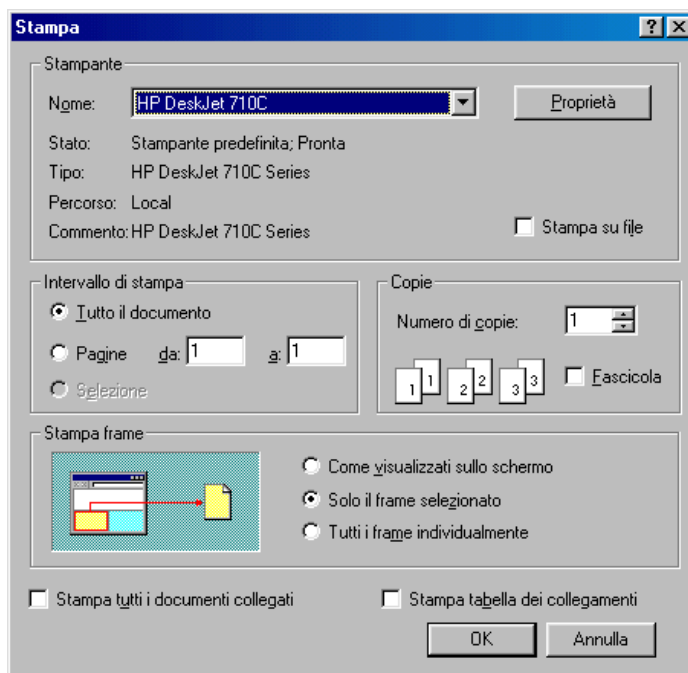 Stampa
Stampante
Nome: HP DeskJet 710C Proprietà
Stato: Stampante predefinita; Pronta
Tipo: HP DeskJet 710C Series
Percorso: Local
Commento: HP DeskJet 710C Series Stampa su file
Intervallo di stampa
Tutto il documento
Pagine da: 1 a: 1
Selezione
Copie
Numero di copie: 1
1 1 2 2 3 3 Fascicola
Stampa frame
Come visualizzati sullo schermo
Solo il frame selezionato
Tutti i frame individualmente
Stampa tutti i documenti collegati Stampa tabella dei collegamenti
OK Annulla